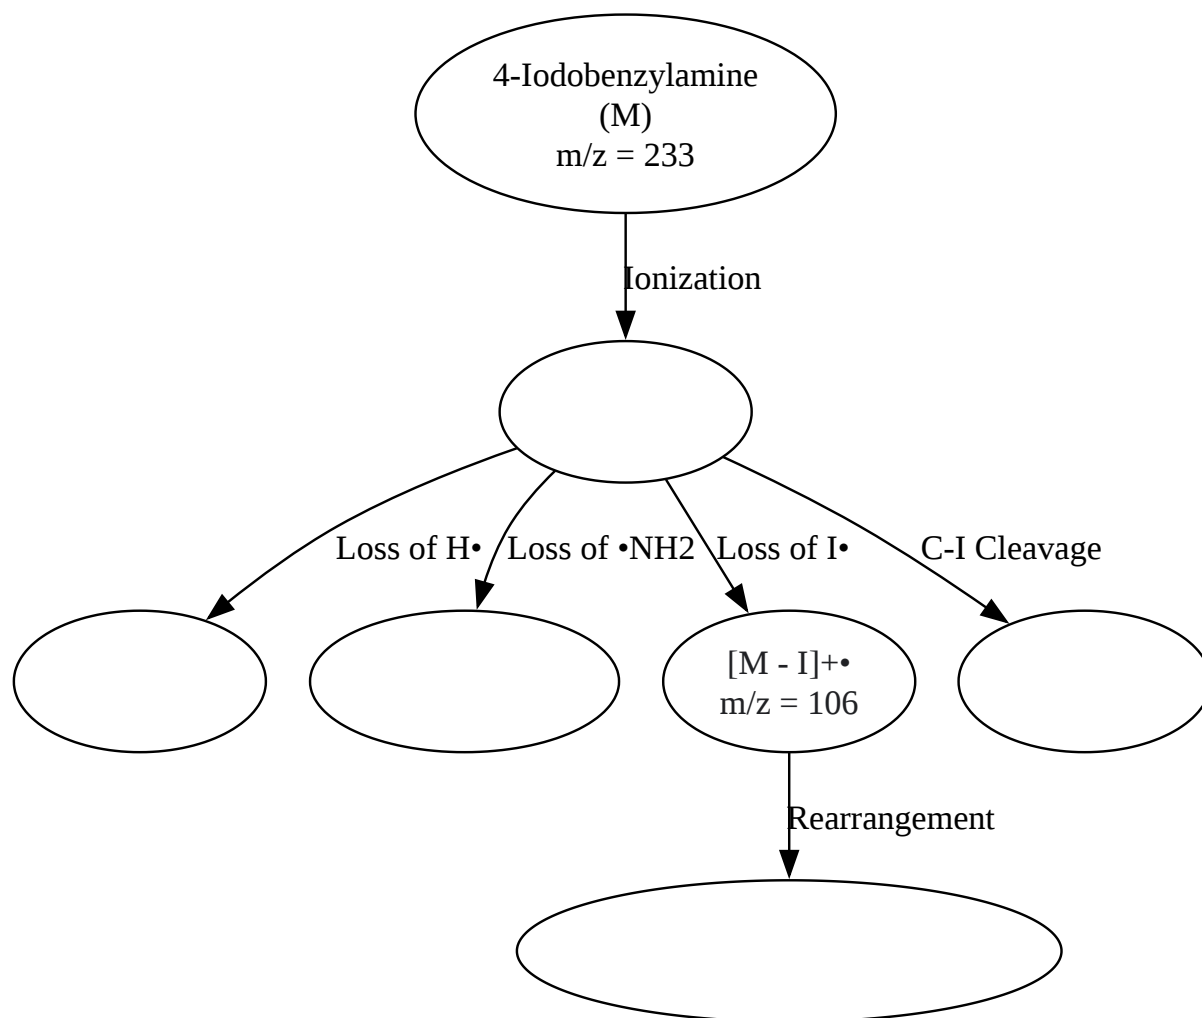 4-Iodobenzylamine
(M)
m/z = 233
Ionization
Loss of H•
Loss of •NH2
Loss of I•
C-I Cleavage
[M - I]+•
m/z = 106
Rearrangement